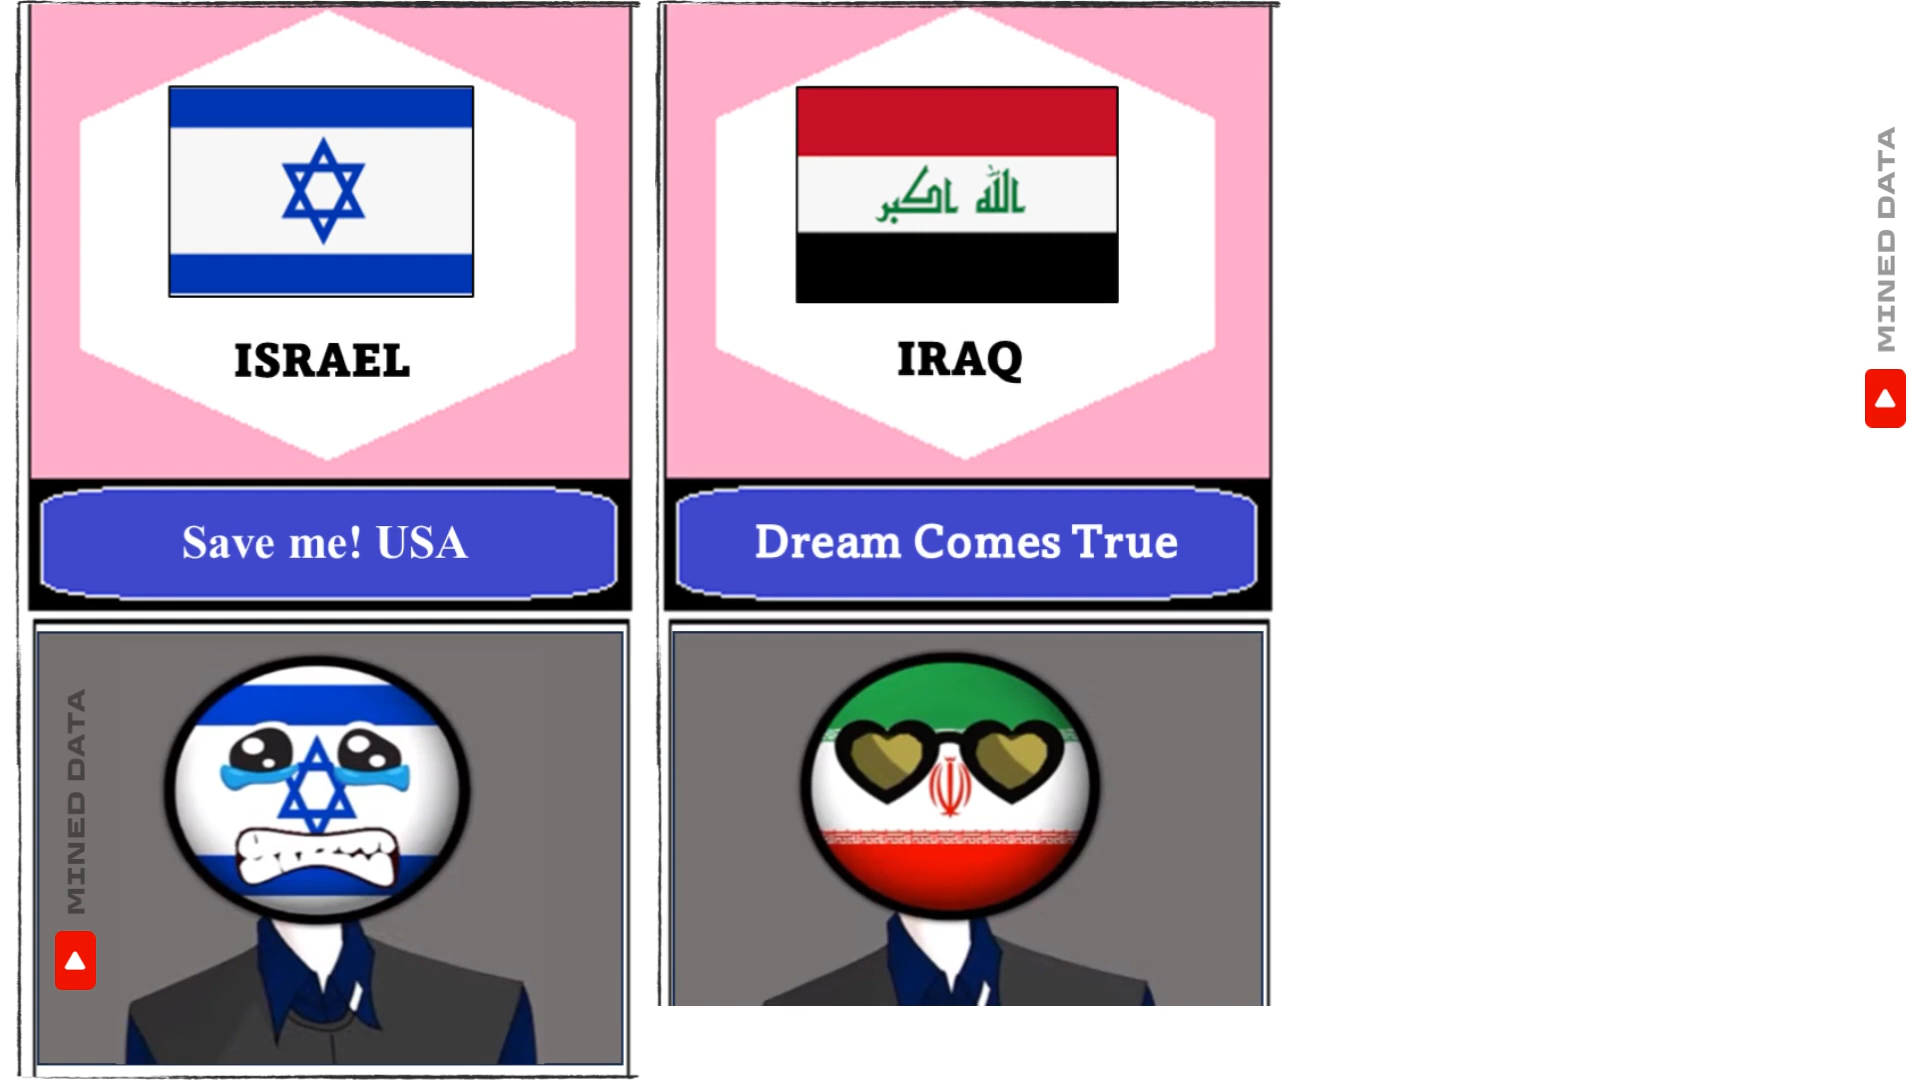 ISRAEL
Save me! USA
MINED DATA
الله اكبر
IRAQ
Dream Comes True
MINED DATA